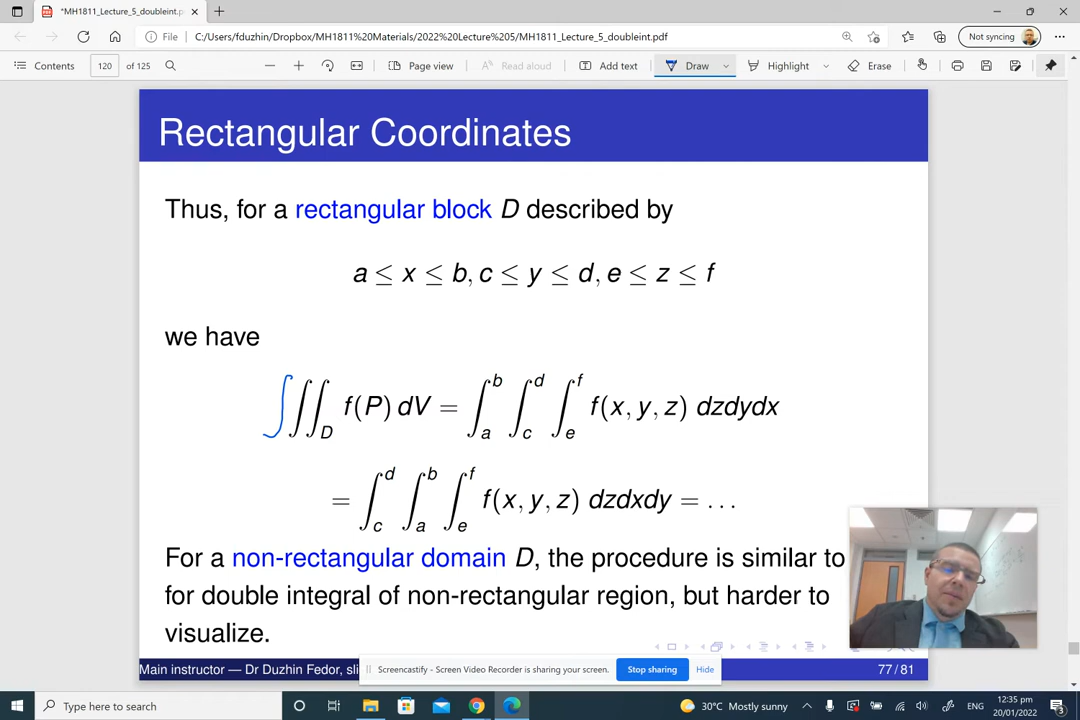 *MH1811_Lecture_5_doubleint.p
File
C:/Users/fduzhin/Dropbox/MH1811%20Materials/2022%20Lecture%205/MH1811_Lecture_5_doubleint.pdf
Not syncing
Contents 120 of 125 Page view Read aloud Add text Draw Highlight Erase
Rectangular Coordinates
Thus, for a rectangular block D described by
a ≤ x ≤ b, c ≤ y ≤ d, e ≤ z ≤ f
we have
∫∬_D f(P) dV = ∫_a^b ∫_c^d ∫_e^f f(x, y, z) dzdydx
= ∫_c^d ∫_a^b ∫_e^f f(x, y, z) dzdxdy = ...
For a non-rectangular domain D, the procedure is similar to
for double integral of non-rectangular region, but harder to
visualize.
Main instructor — Dr Duzhin Fedor, sli
77/81
Screencastify - Screen Video Recorder is sharing your screen. Stop sharing Hide
Type here to search
30°C Mostly sunny
ENG
12:35 pm
20/01/2022
3